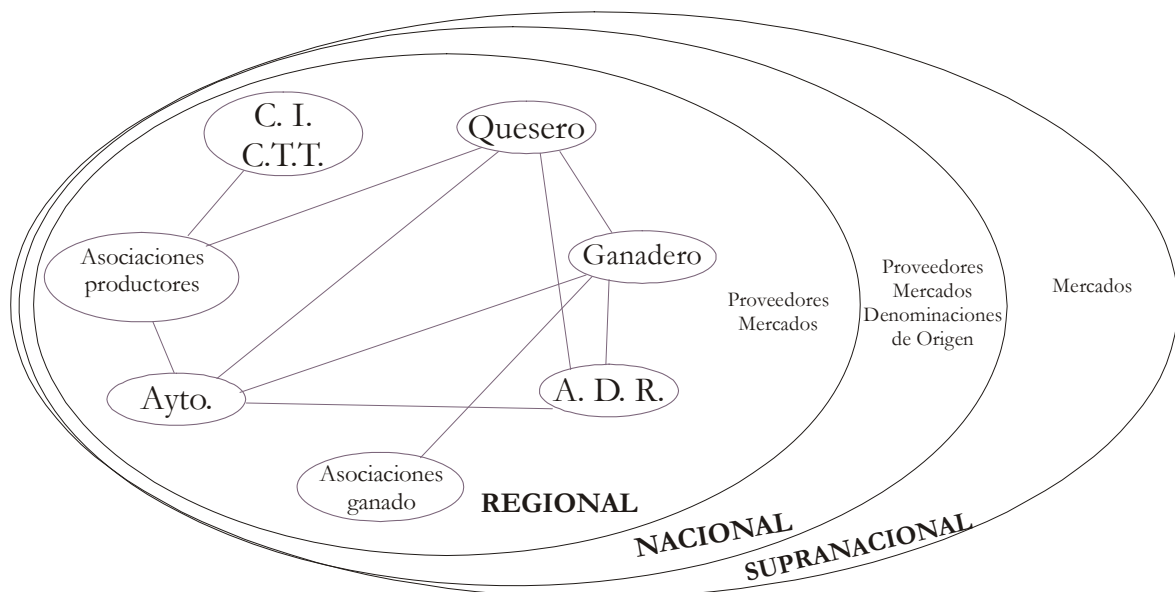 C. I.
C.T.T.
Quesero
Asociaciones
productores
Ganadero
Proveedores
Mercados
Proveedores
Mercados
Denominaciones
de Origen
Mercados
Ayto.
A. D. R.
Asociaciones
ganado
REGIONAL
NACIONAL
SUPRANACIONAL